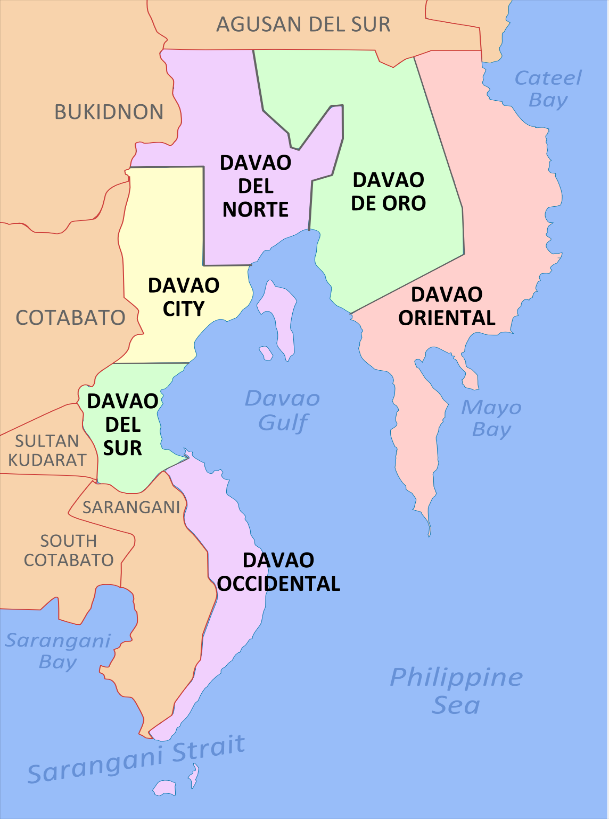 AGUSAN DEL SUR
Cateel
Bay
BUKIDNON
DAVAO
DEL
NORTE
DAVAO
DE ORO
DAVAO
CITY
DAVAO
ORIENTAL
COTABATO
DAVAO
DEL
SUR
Davao
Gulf
Mayo
Bay
SULTAN
KUDARAT
SARANGANI
SOUTH
COTABATO
DAVAO
OCCIDENTAL
Sarangani
Bay
Philippine
Sea
Sarangani Strait